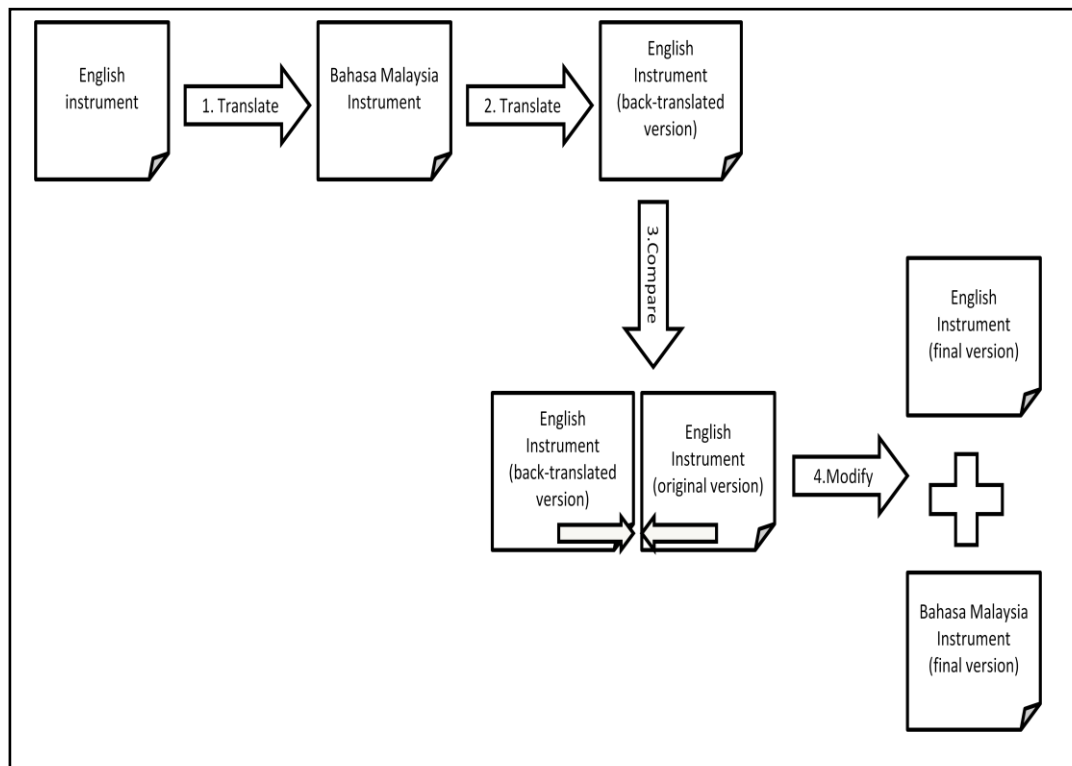 English
instrument
1. Translate
Bahasa Malaysia
Instrument
2. Translate
English
Instrument
(back-translated
version)
3.Compare
English
Instrument
(back-translated
version)
English
Instrument
(original version)
4.Modify
English
Instrument
(final version)
Bahasa Malaysia
Instrument
(final version)